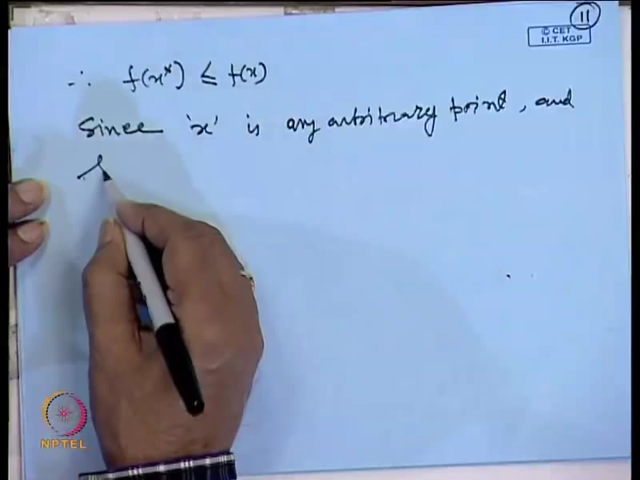 11
© CET
I.I.T. KGP
∴ f(x*) ≤ f(x)
Since 'x' is any arbitrary point, and
NPTEL